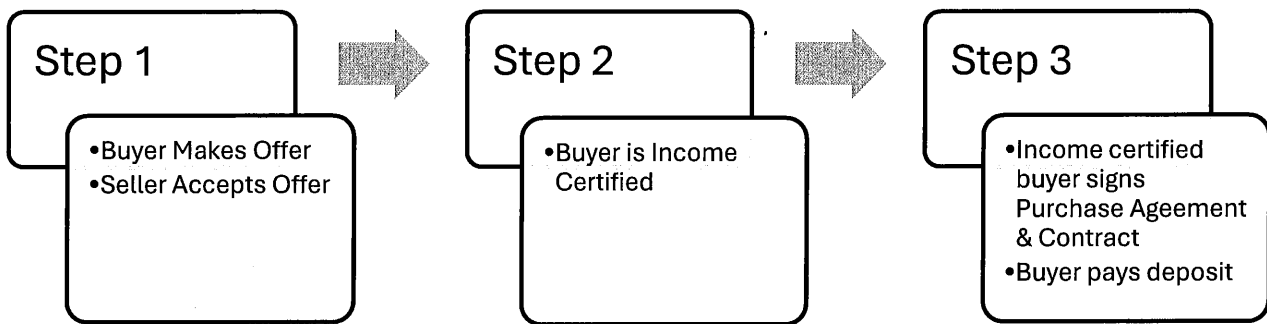 Step 1
•Buyer Makes Offer
•Seller Accepts Offer
Step 2
•Buyer is Income
Certified
Step 3
•Income certified
buyer signs
Purchase Ageement
& Contract
•Buyer pays deposit